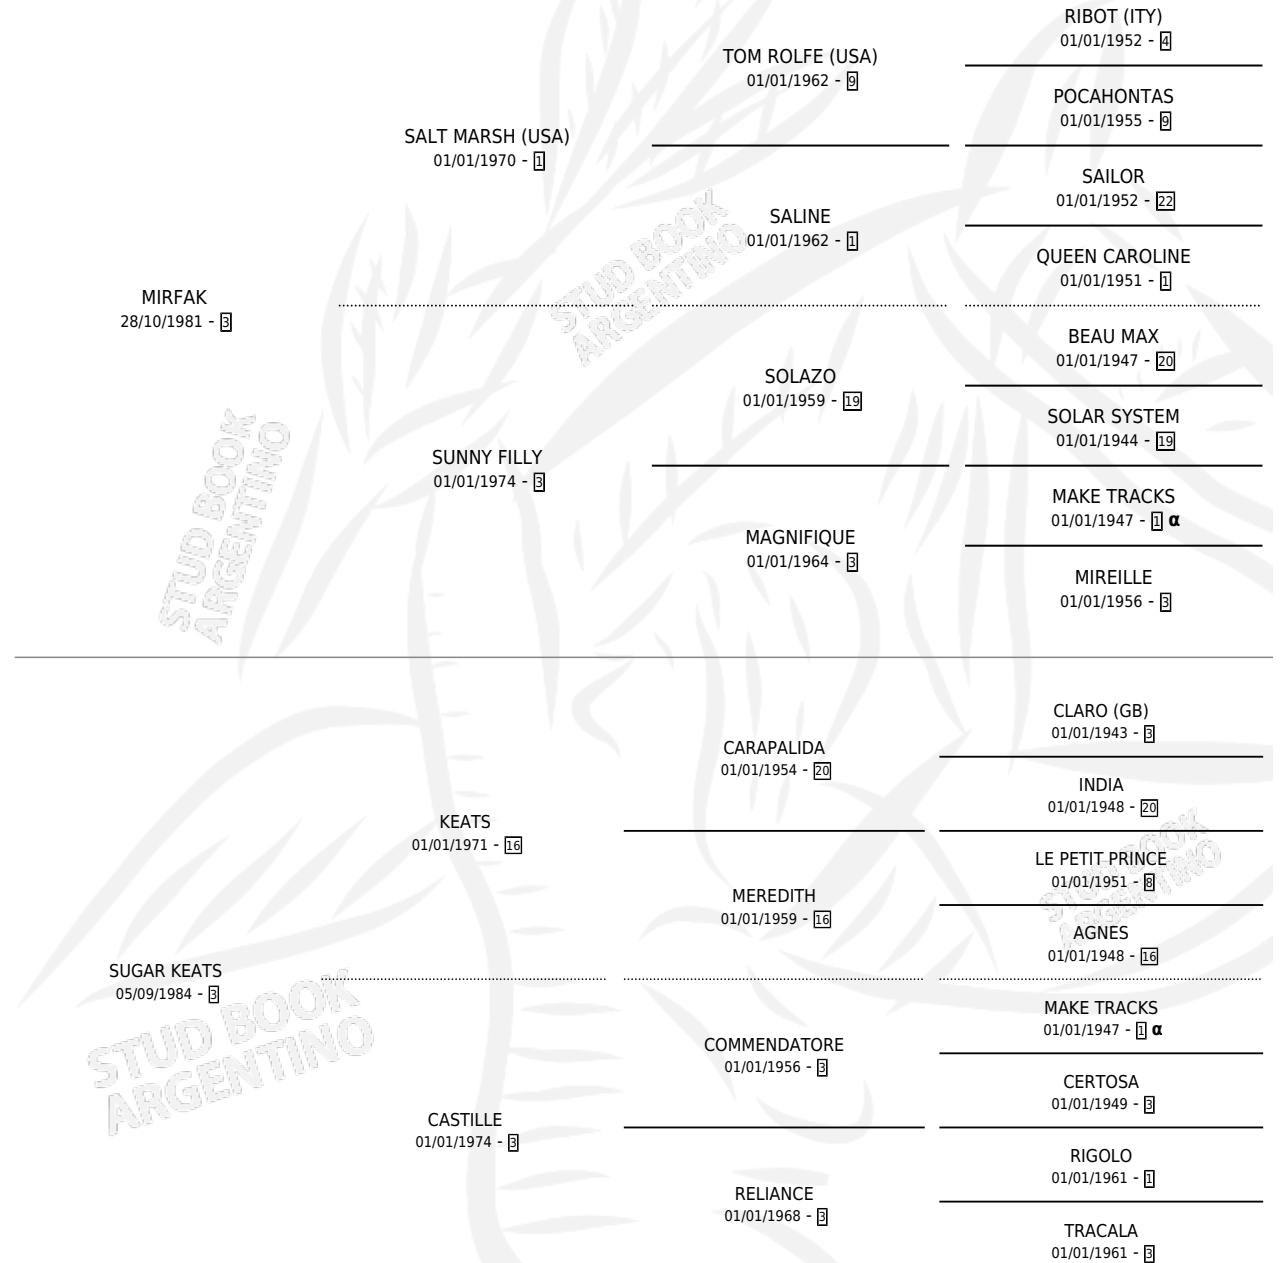 RIBOT (ITY)
01/01/1952 - 4
TOM ROLFE (USA)
01/01/1962 - 9
POCAHONTAS
01/01/1955 - 9
SALT MARSH (USA)
01/01/1970 - 1
SAILOR
01/01/1952 - 22
SALINE
01/01/1962 - 1
QUEEN CAROLINE
01/01/1951 - 1
STUD BOOK
ARGENTINO
MIRFAK
28/10/1981 - 3
BEAU MAX
01/01/1947 - 20
SOLAZO
01/01/1959 - 19
SOLAR SYSTEM
01/01/1944 - 19
SUNNY FILLY
01/01/1974 - 3
MAKE TRACKS
01/01/1947 - 1 α
MAGNIFIQUE
01/01/1964 - 3
MIREILLE
01/01/1956 - 3
STUD BOOK
ARGENTINO
CLARO (GB)
01/01/1943 - 3
CARAPALIDA
01/01/1954 - 20
INDIA
01/01/1948 - 20
KEATS
01/01/1971 - 16
LE PETIT PRINCE
01/01/1951 - 8
MEREDITH
01/01/1959 - 16
AGNES
01/01/1948 - 16
STUD BOOK
ARGENTINO
SUGAR KEATS
05/09/1984 - 3
MAKE TRACKS
01/01/1947 - 1 α
COMMENDATORE
01/01/1956 - 3
CERTOSA
01/01/1949 - 3
CASTILLE
01/01/1974 - 3
RIGOLO
01/01/1961 - 1
RELIANCE
01/01/1968 - 3
TRACALA
01/01/1961 - 3
STUD BOOK
ARGENTINO